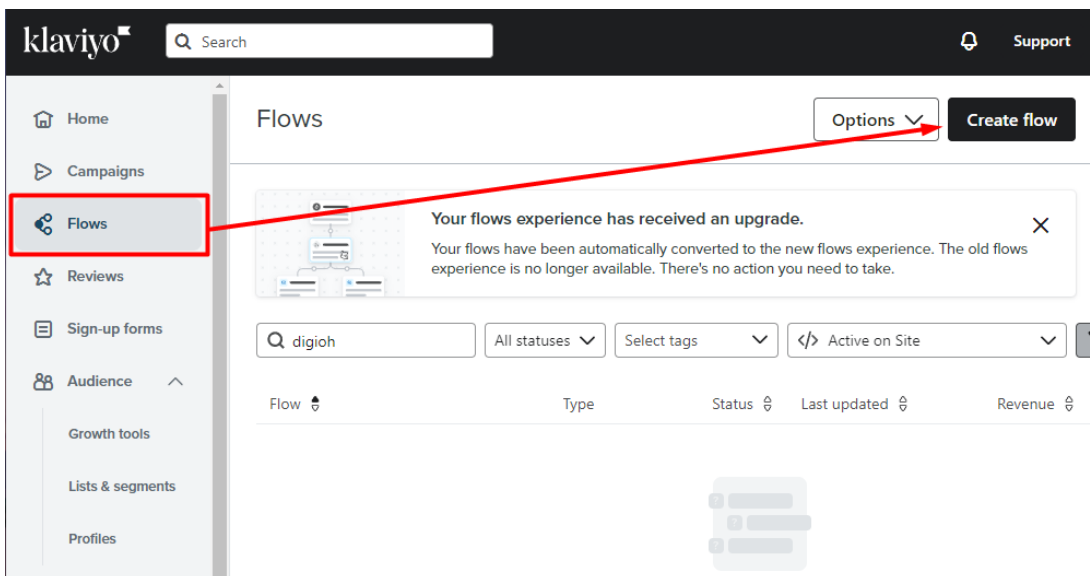 klaviyo
Search
Support
Home
Campaigns
Flows
Reviews
Sign-up forms
Audience
Growth tools
Lists & segments
Profiles
Flows
Options
Create flow
Your flows experience has received an upgrade.
Your flows have been automatically converted to the new flows experience. The old flows
experience is no longer available. There's no action you need to take.
digioh
All statuses
Select tags
</> Active on Site
Flow
Type
Status
Last updated
Revenue